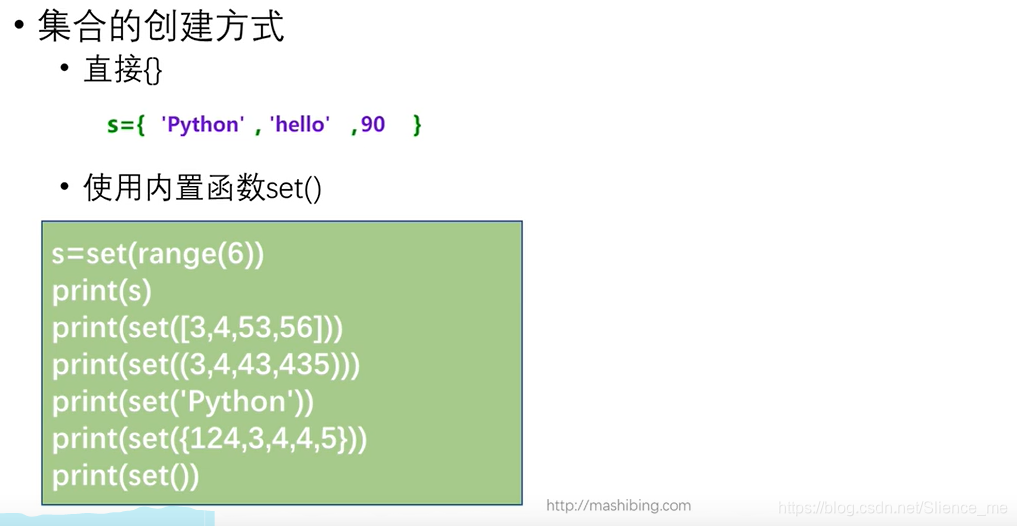 • 集合的创建方式
• 直接{}
s={ 'Python' , 'hello' ,90 }
• 使用内置函数set()
s=set(range(6))
print(s)
print(set([3,4,53,56]))
print(set((3,4,43,435)))
print(set('Python'))
print(set({124,3,4,4,5}))
print(set())
http://mashibing.com
https://blog.csdn.net/Slience_me